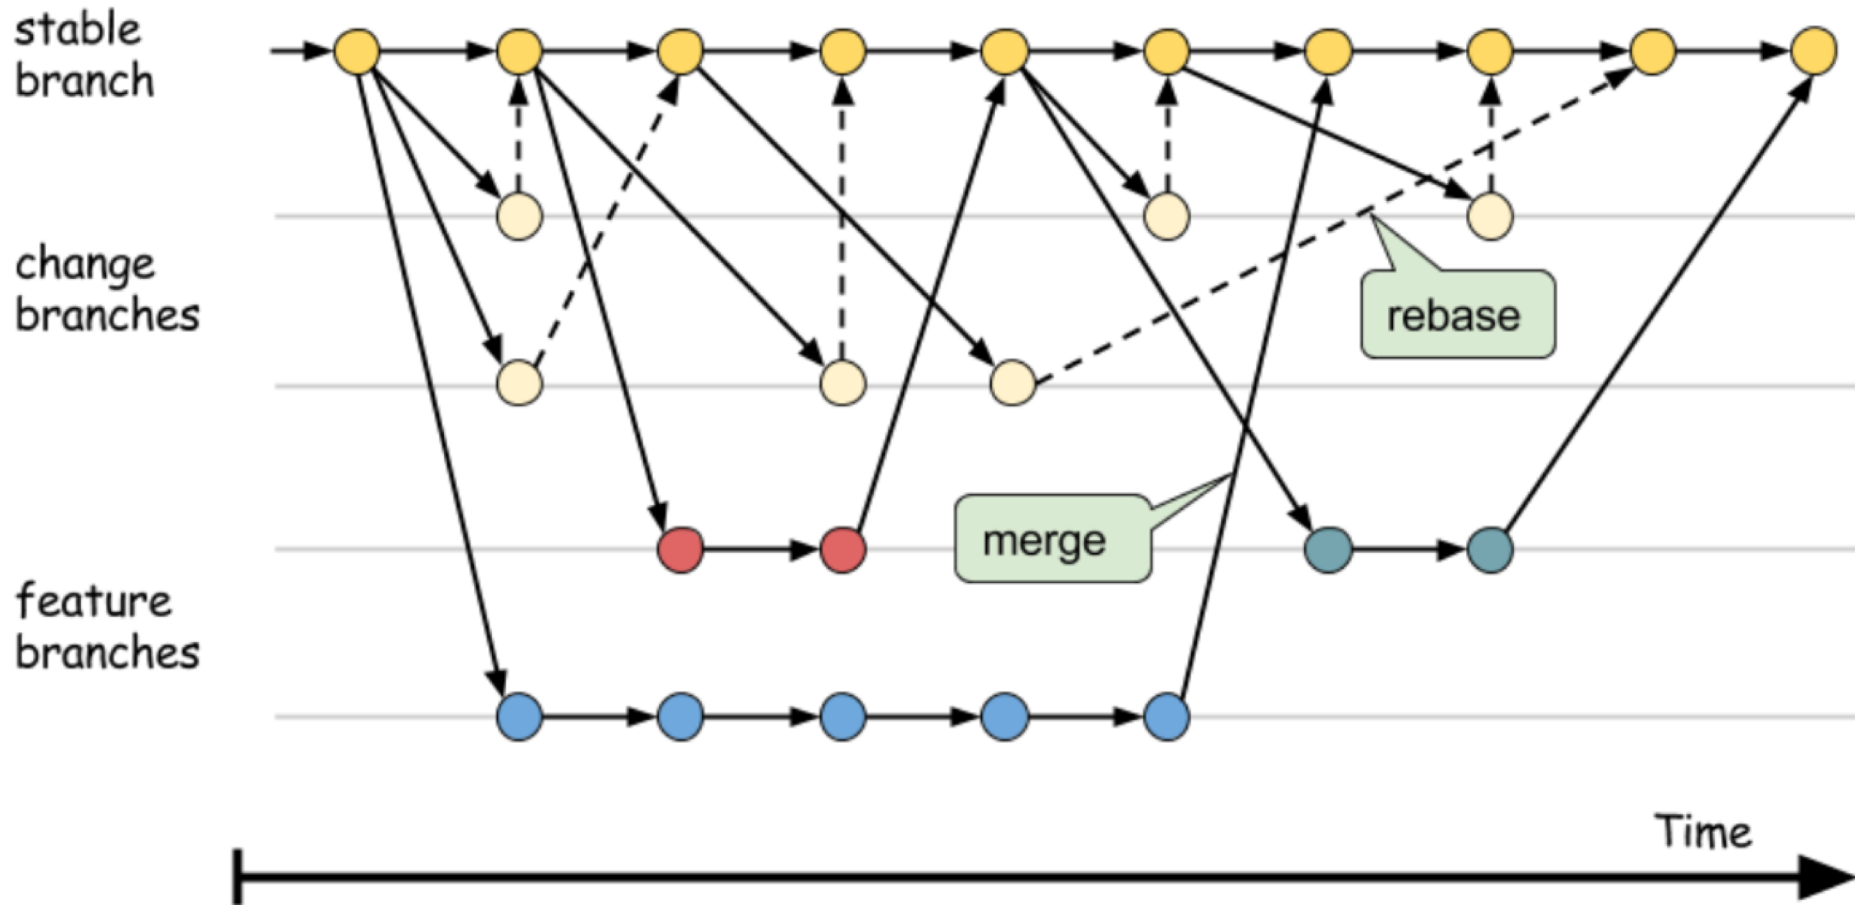 stable
branch
change
branches
rebase
merge
feature
branches
Time